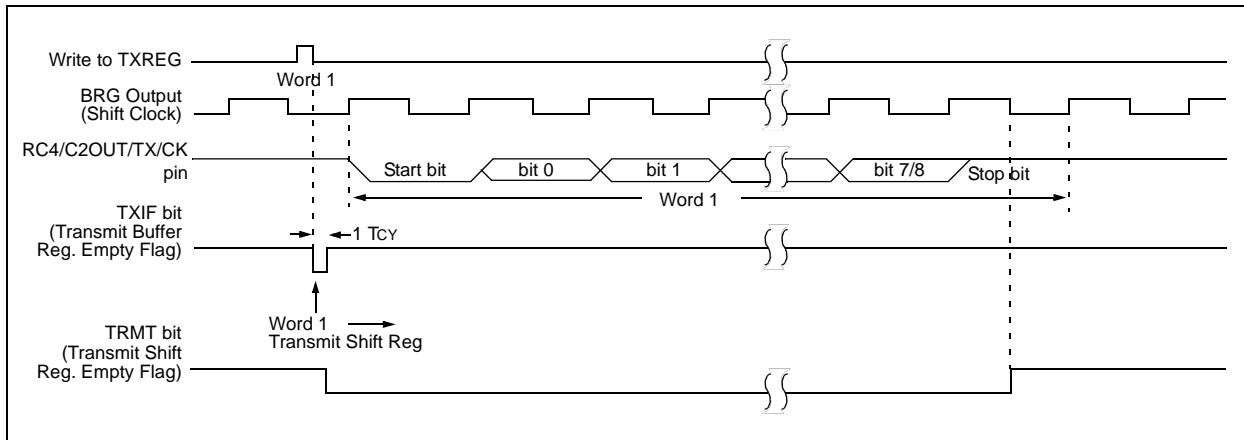 Write to TXREG
Word 1
BRG Output
(Shift Clock)
RC4/C2OUT/TX/CK
pin
Start bit
bit 0
bit 1
bit 7/8
Stop bit
Word 1
TXIF bit
(Transmit Buffer
Reg. Empty Flag)
1 TCY
Word 1
Transmit Shift Reg
TRMT bit
(Transmit Shift
Reg. Empty Flag)